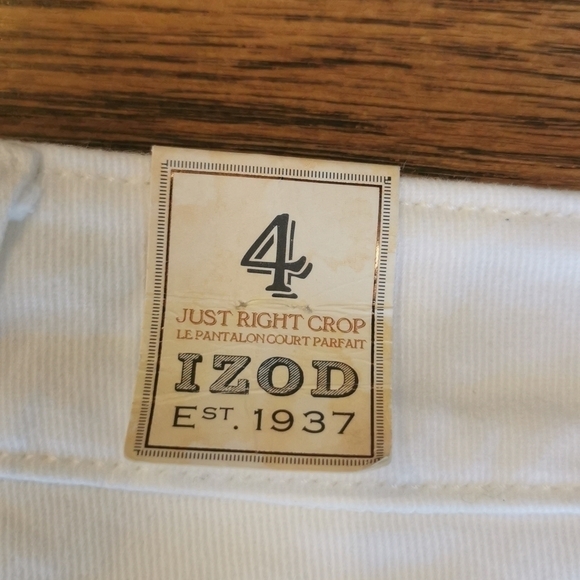 4
JUST RIGHT CROP
LE PANTALON COURT PARFAIT
IZOD
EST. 1937